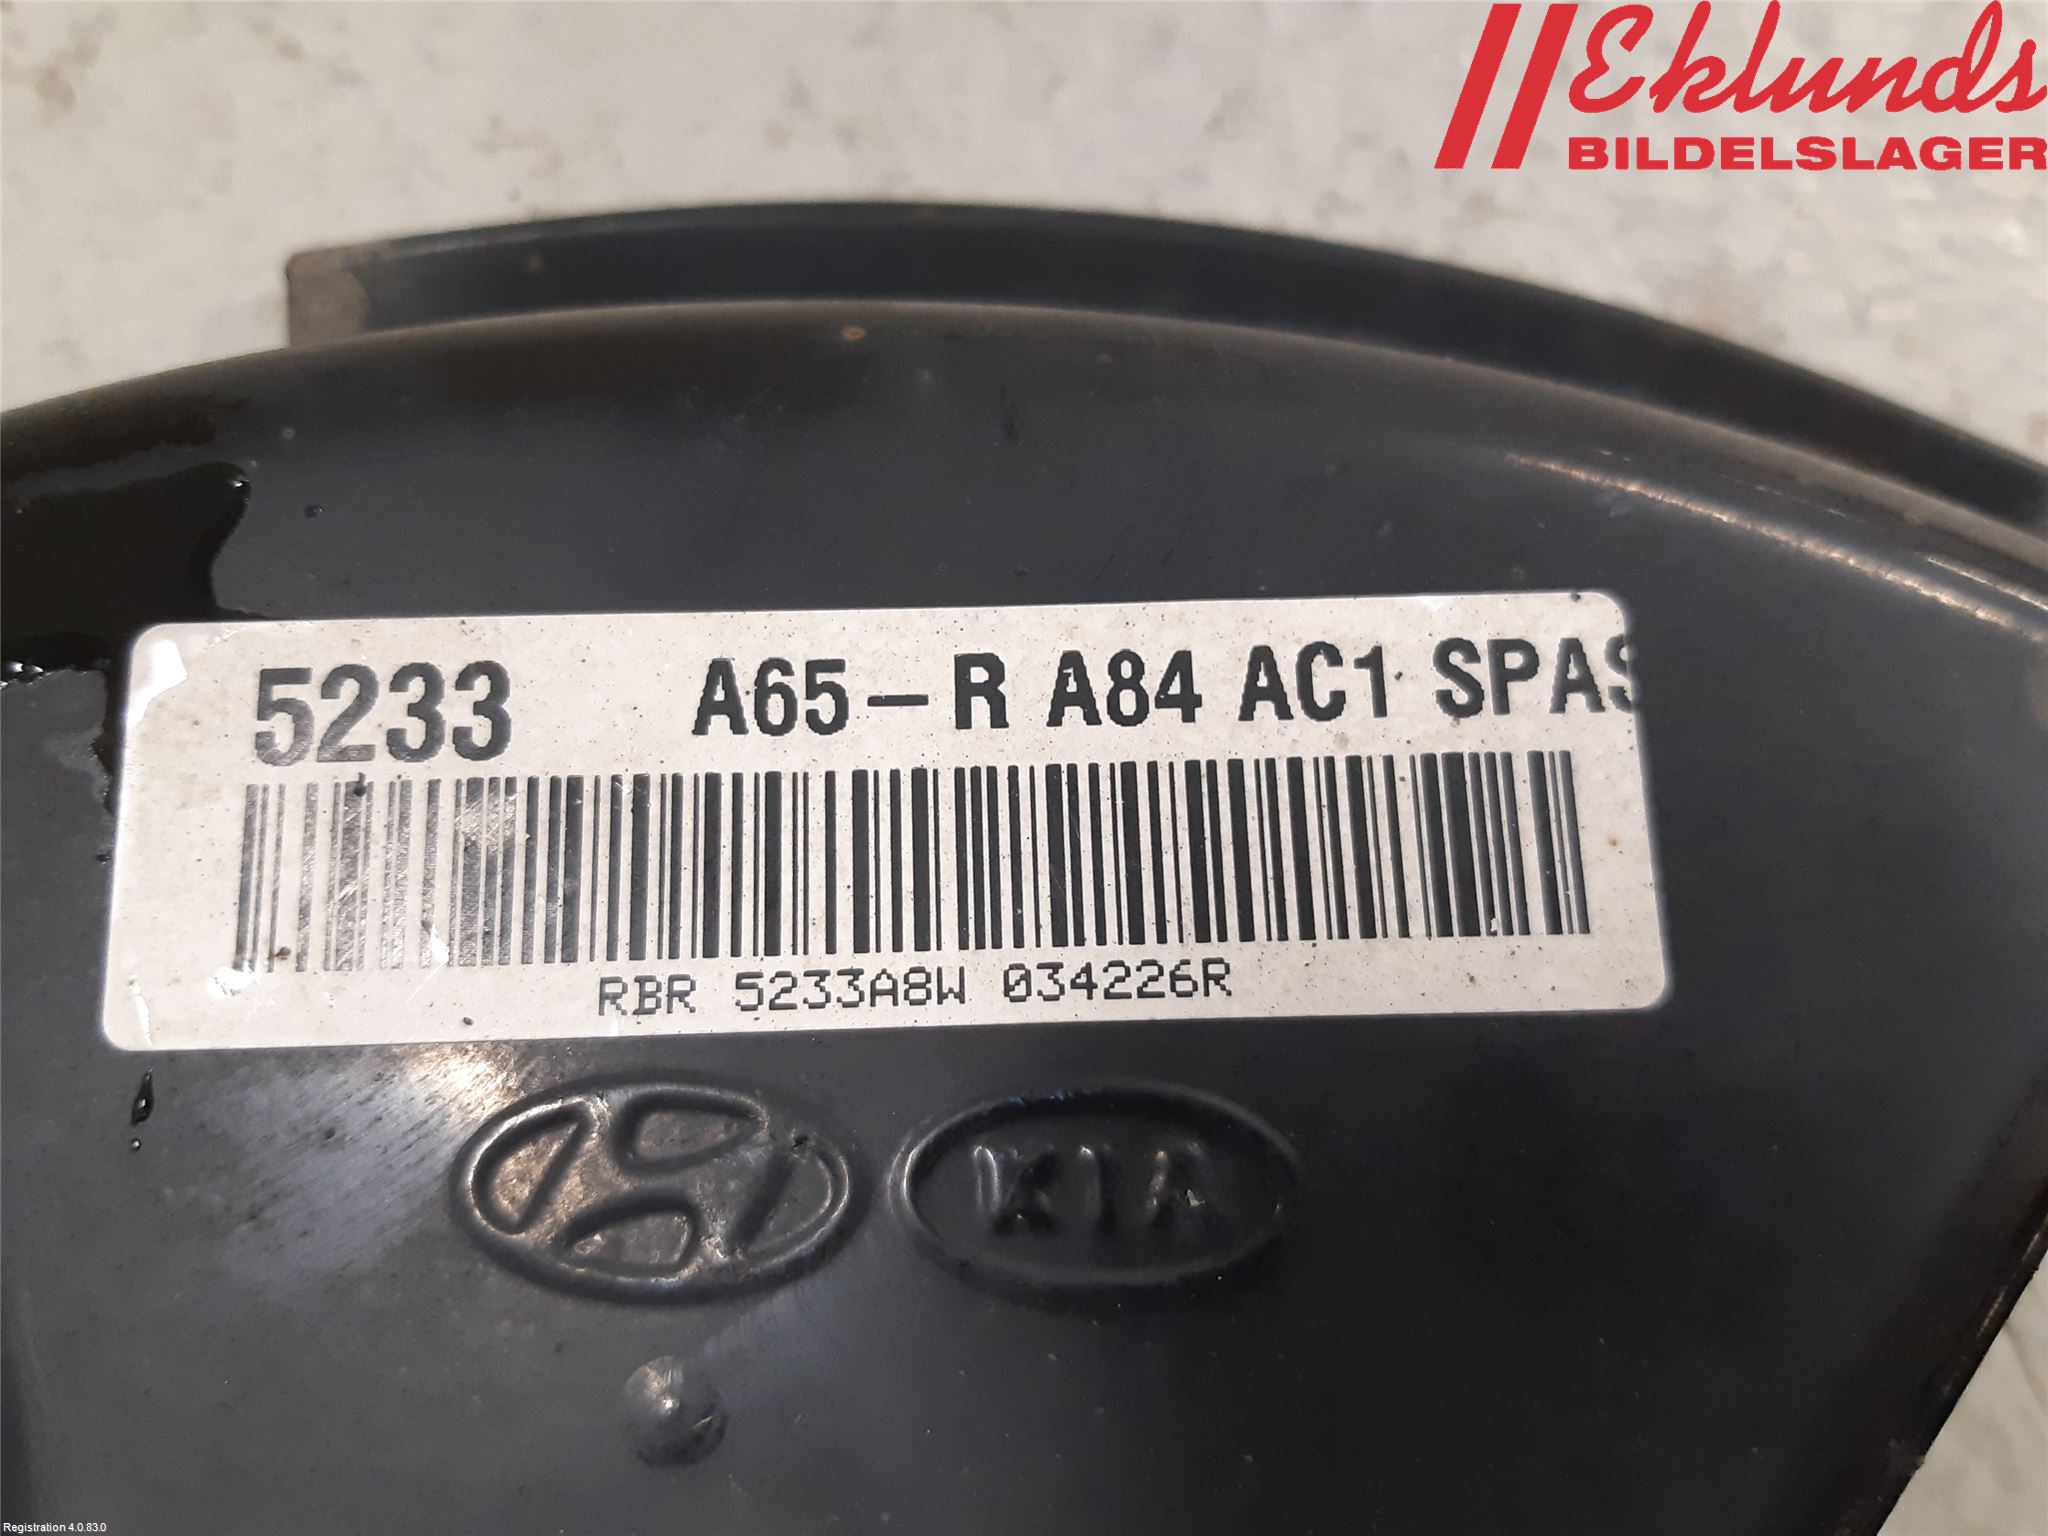 Eklunds
BILDELSLAGER
5233 A65-R A84 AC1 SPAS
RBR 5233A8W 034226R
KIA
Registration 4.0.83.0